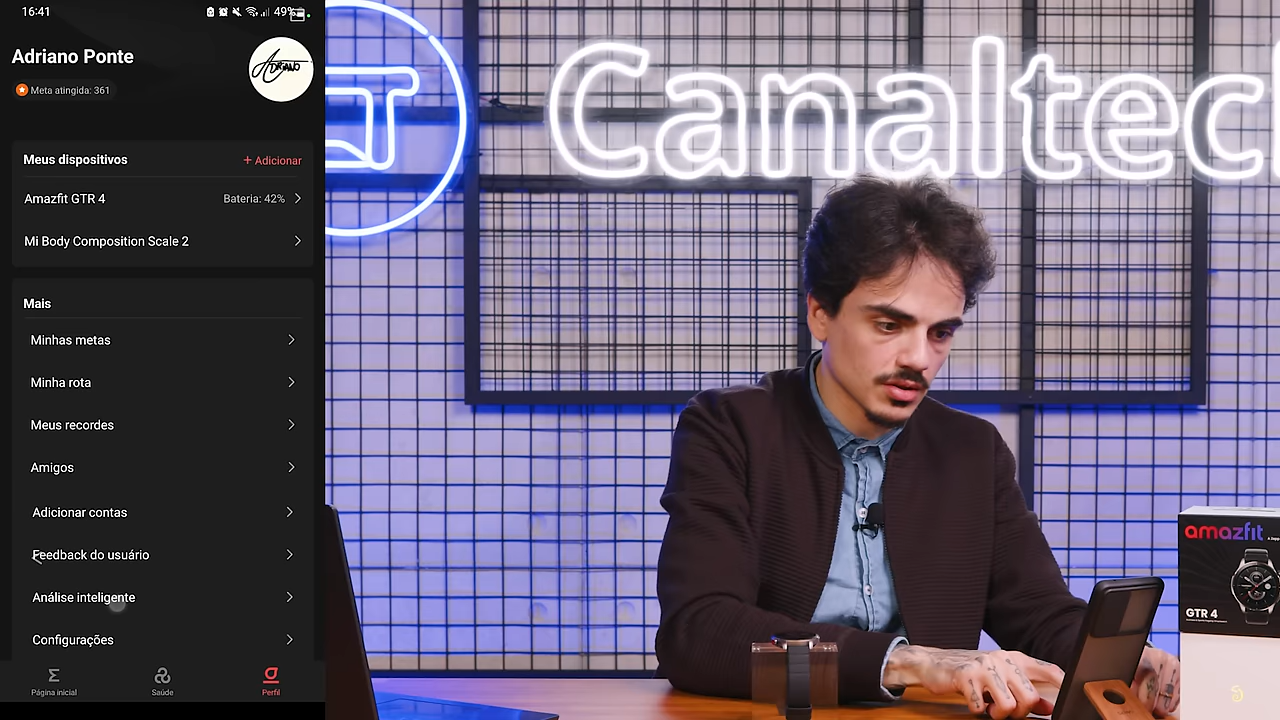 16:41
49%
Adriano Ponte
ADRIANO
Meta atingida: 361
Meus dispositivos
+ Adicionar
Amazfit GTR 4
Bateria: 42%
Mi Body Composition Scale 2
Mais
Minhas metas
Minha rota
Meus recordes
Amigos
Adicionar contas
Feedback do usuário
Análise inteligente
Configurações
Página inicial
Saúde
Perfil
Canaltec
amazfit
GTR 4